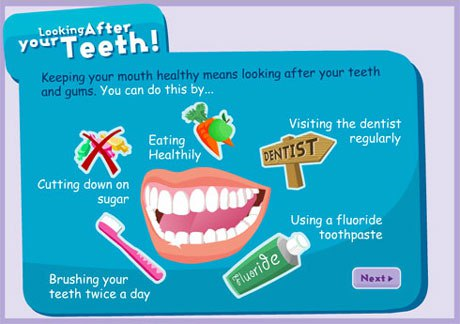 Looking After
your Teeth!
Keeping your mouth healthy means looking after your teeth
and gums. You can do this by...
Eating
Healthily
Visiting the dentist
regularly
DENTIST
Cutting down on
sugar
Using a fluoride
toothpaste
Fluoride
Brushing your
teeth twice a day
Next